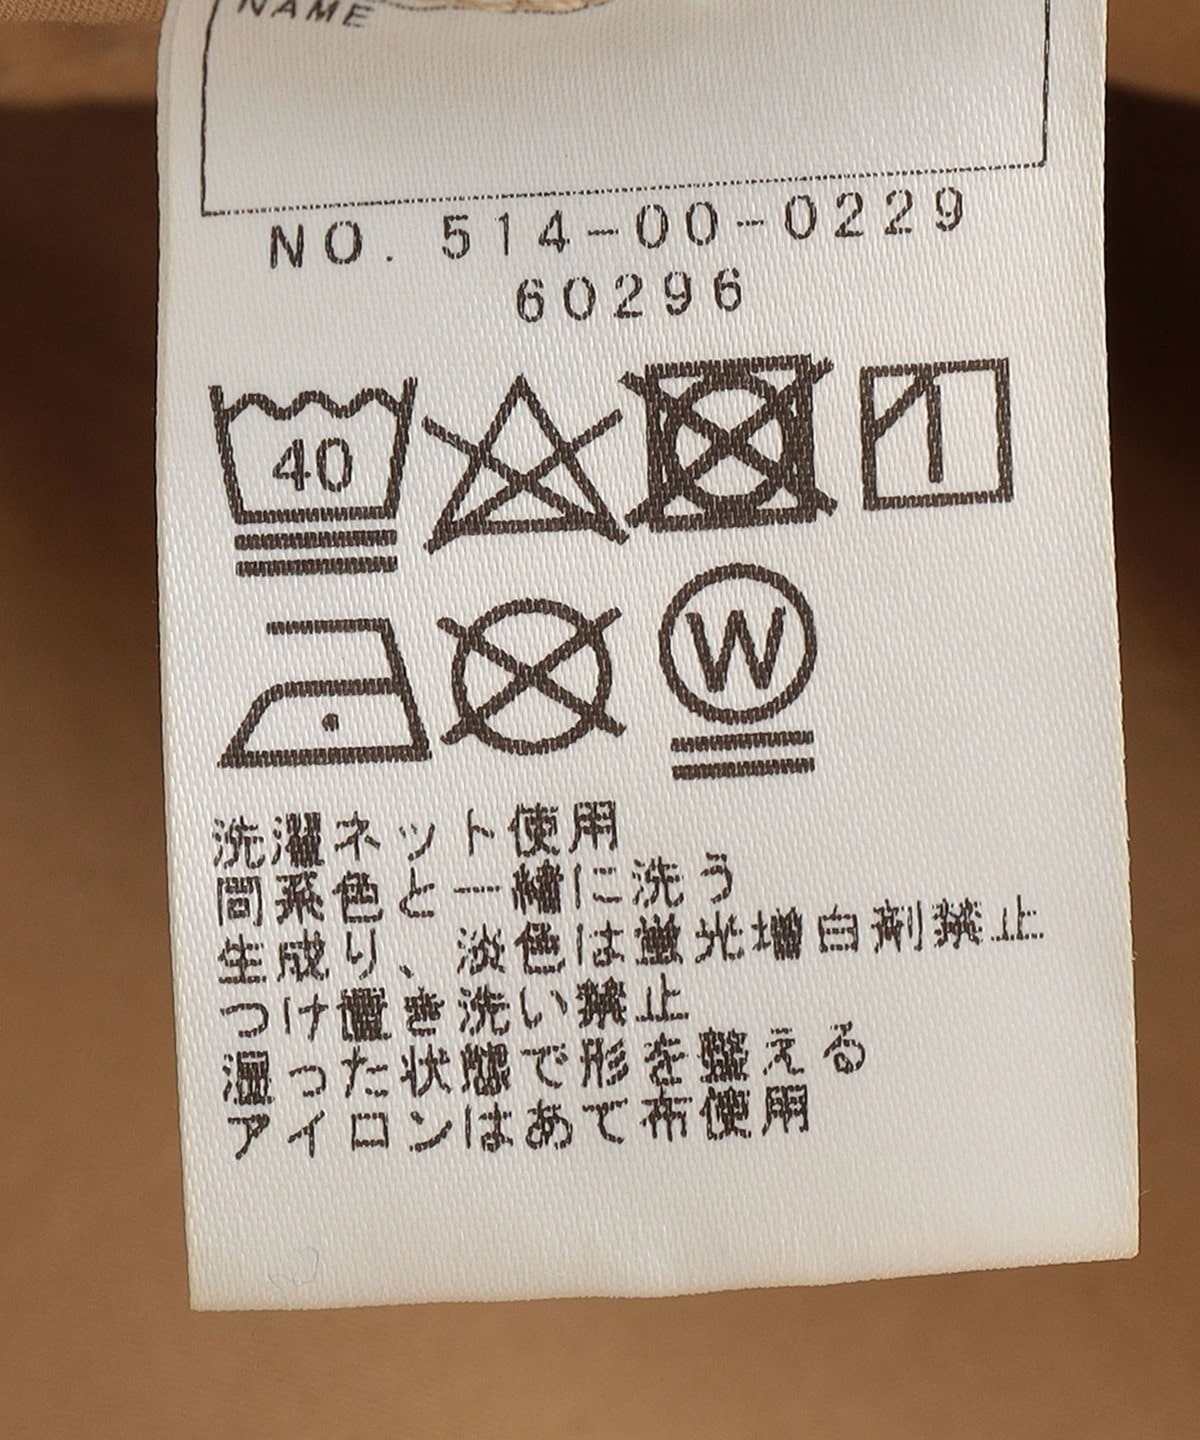 NAME
NO. 514-00-0229
60296
40
W
洗濯ネット使用
同系色と一緒に洗う
生成り、淡色は蛍光増白剤禁止
つけ置き洗い禁止
湿った状態で形を整える
アイロンはあて布使用